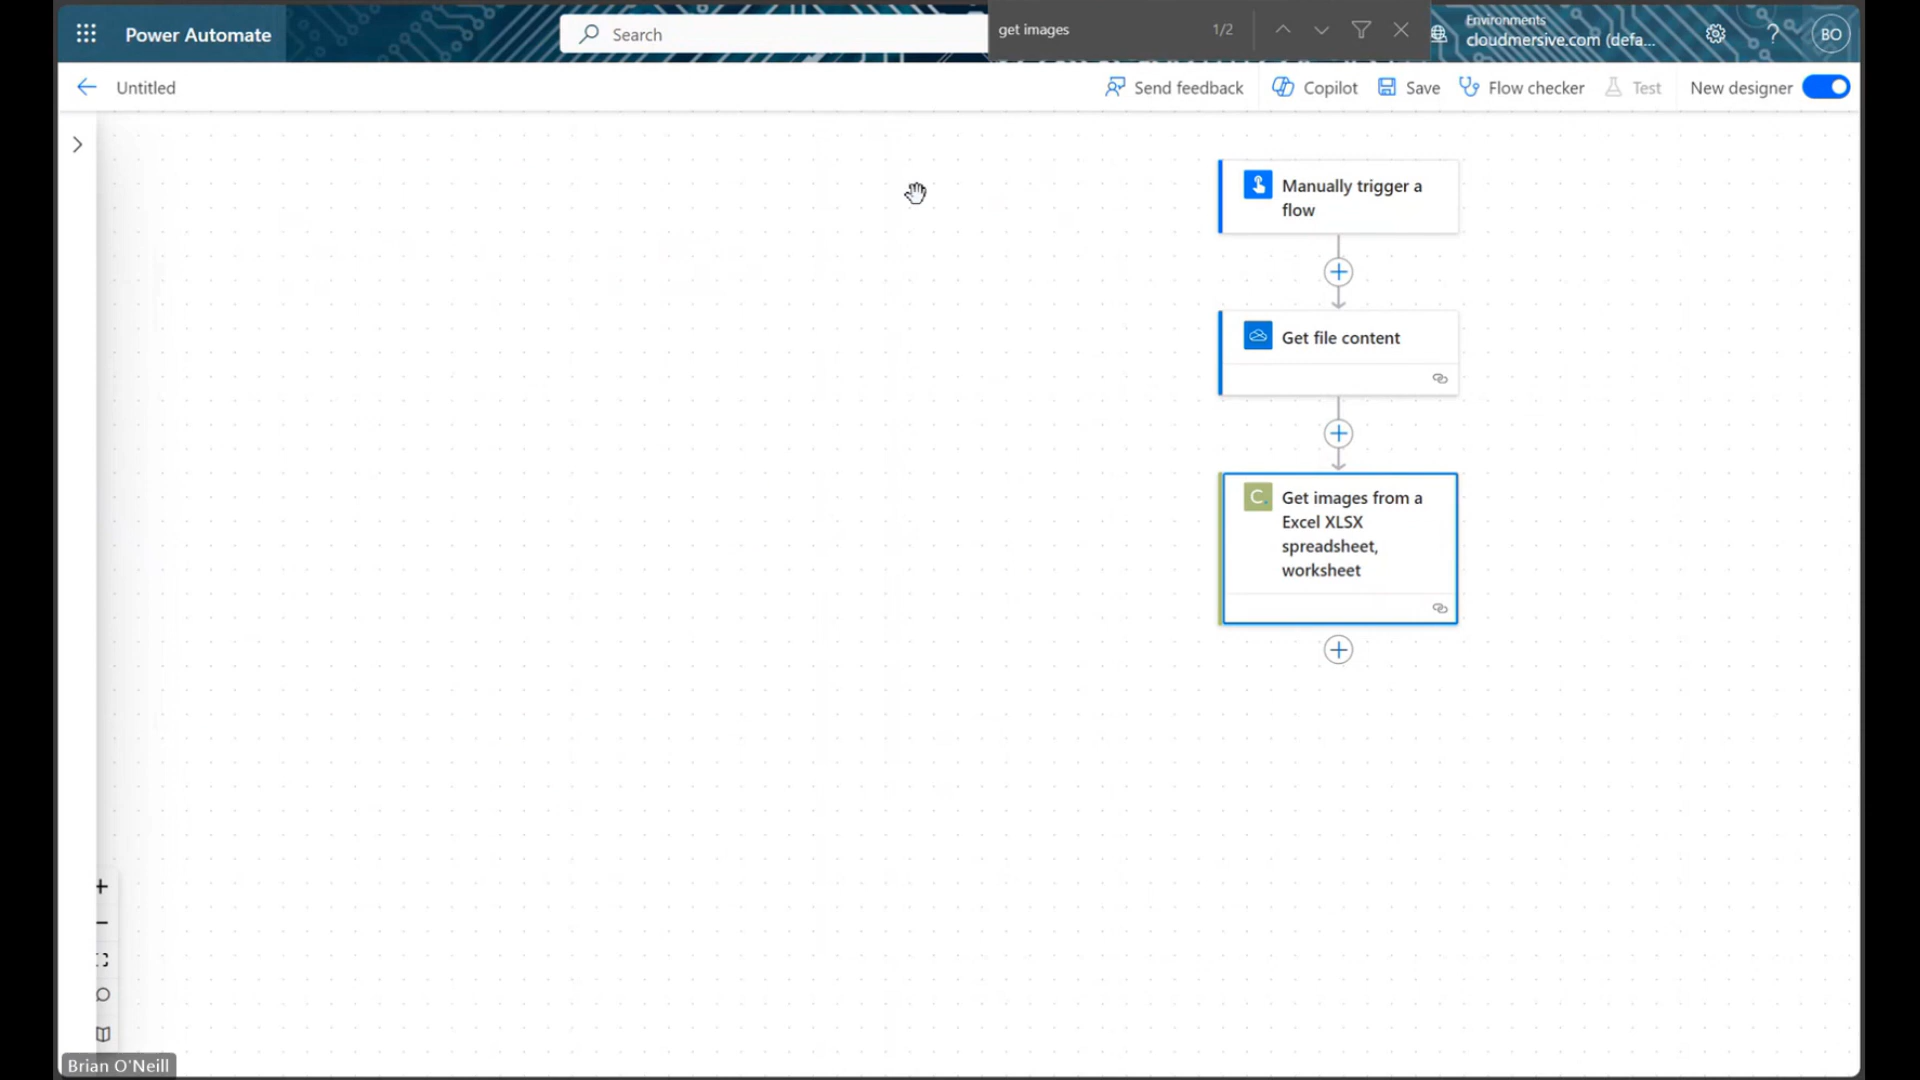 Power Automate
Search
get images
1/2
Environments
cloudmersive.com (defa...
BO
Untitled
Send feedback
Copilot
Save
Flow checker
Test
New designer
Manually trigger a
flow
Get file content
C.
Get images from a
Excel XLSX
spreadsheet,
worksheet
Brian O'Neill